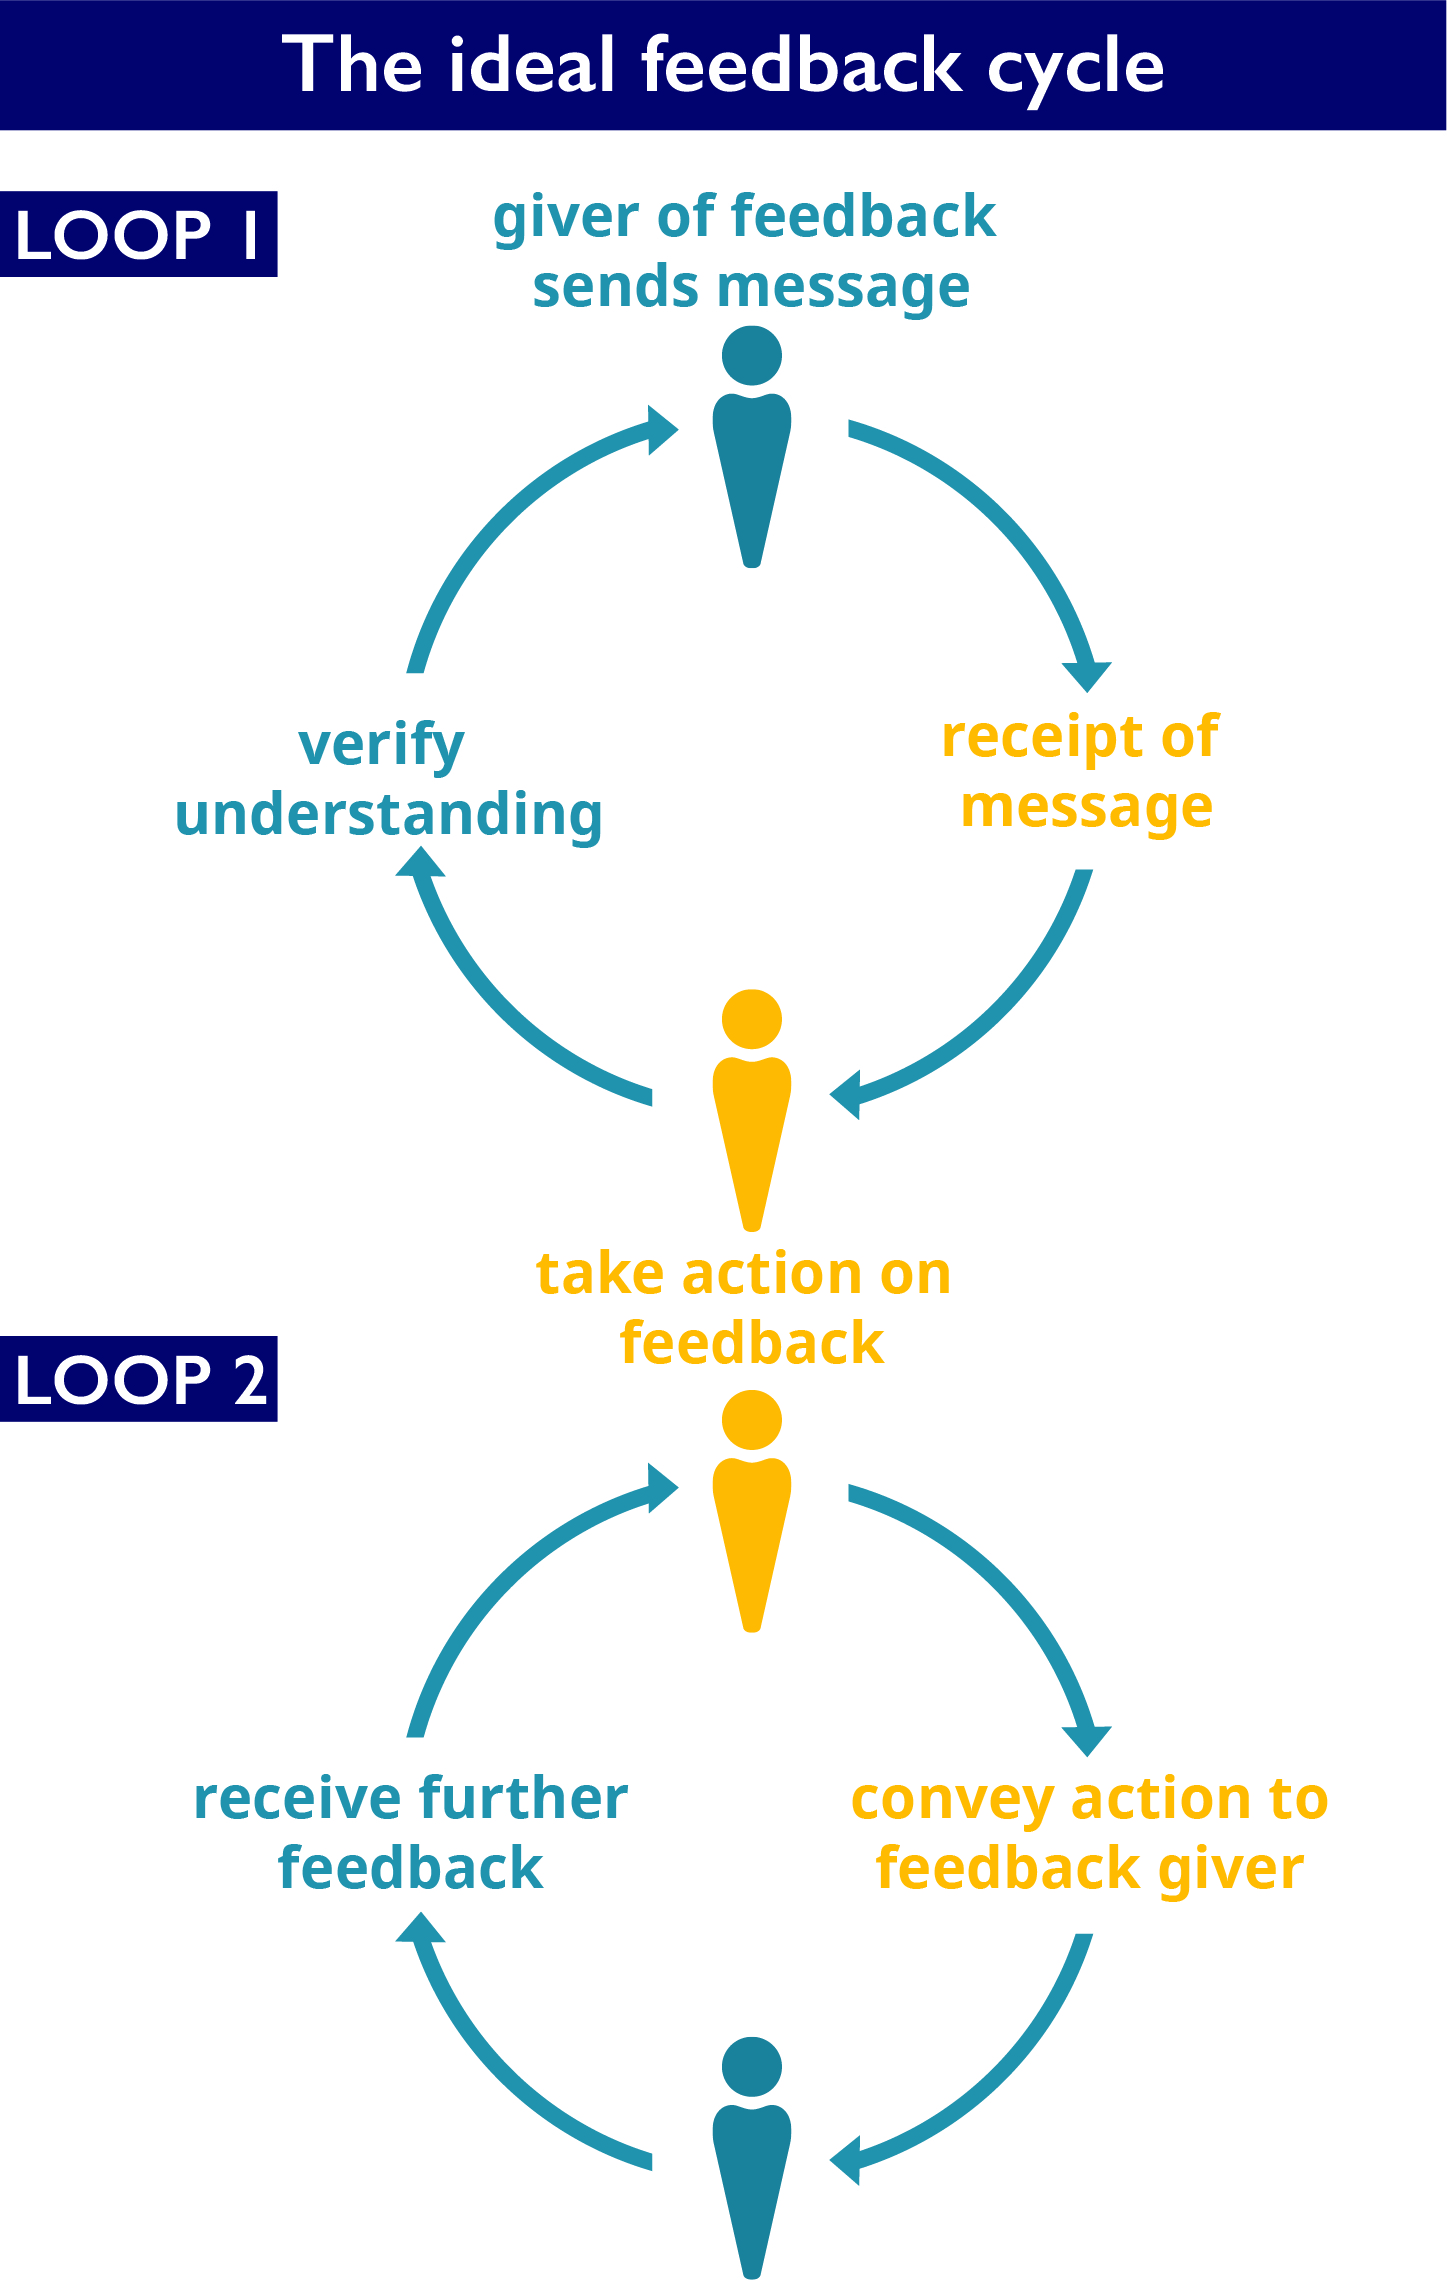 The ideal feedback cycle
LOOP 1
giver of feedback
sends message
verify
understanding
receipt of
message
take action on
feedback
LOOP 2
receive further
feedback
convey action to
feedback giver